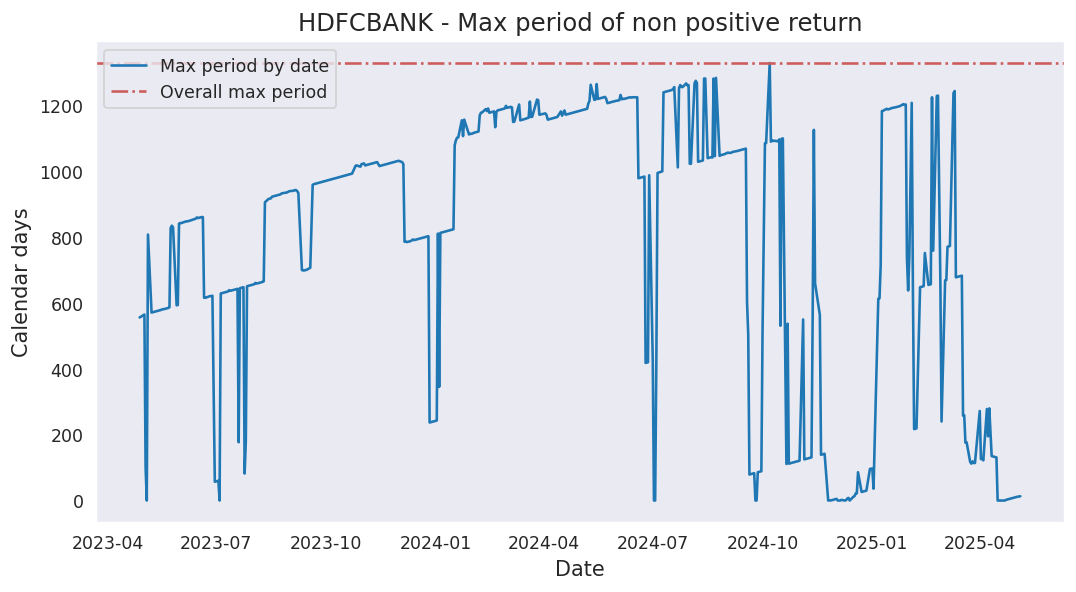 HDFCBANK - Max period of non positive return
Max period by date
Overall max period
Calendar days
1200
1000
800
600
400
200
0
2023-04 2023-07 2023-10 2024-01 2024-04 2024-07 2024-10 2025-01 2025-04
Date